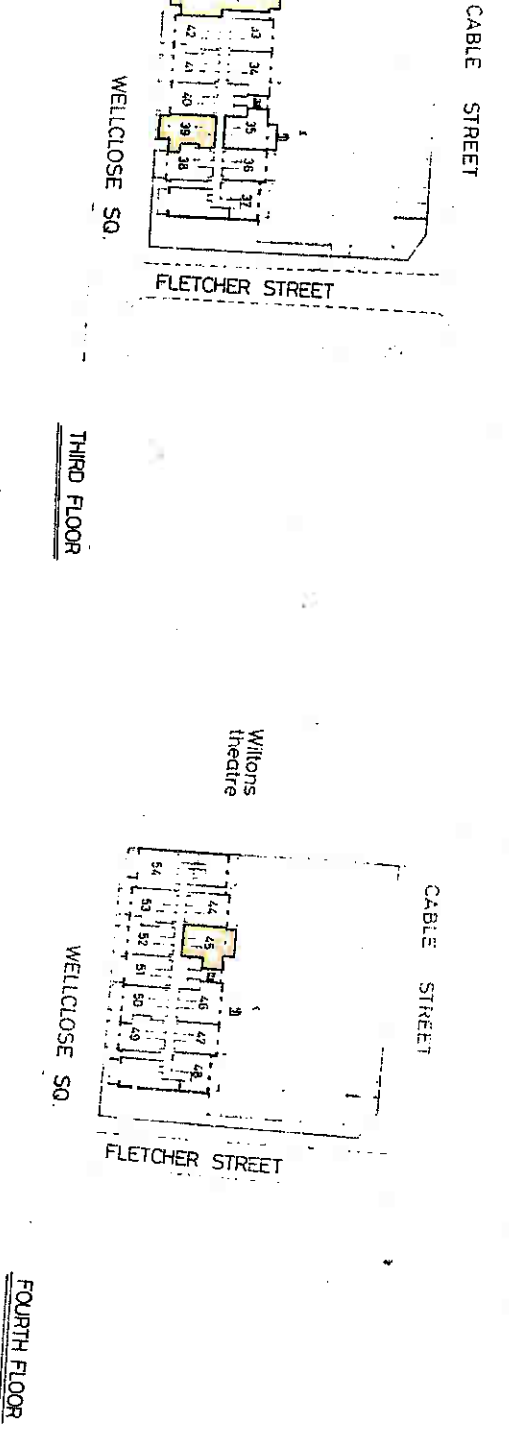 CABLE STREET
42
33
41
34
40
35
39
36
38
37
WELLCLOSE SQ.
FLETCHER STREET
THIRD FLOOR
Wiltons
theatre
CABLE STREET
54
44
53
45
52
51
46
50
47
49
48
WELLCLOSE SQ.
FLETCHER STREET
FOURTH FLOOR